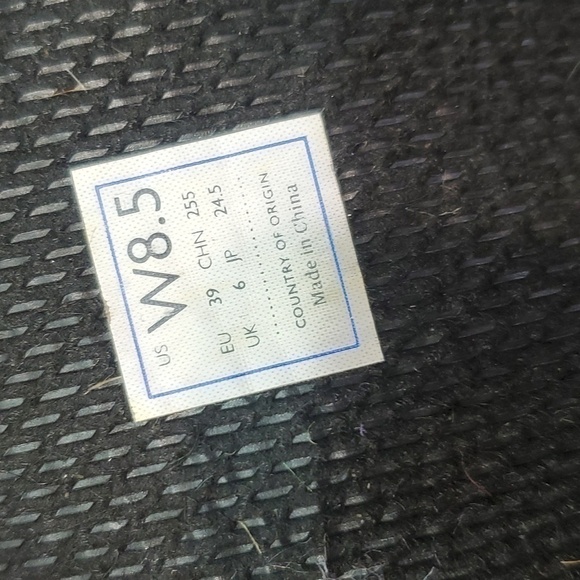 US W8.5
EU 39 CHN 255
UK 6 JP 24.5
COUNTRY OF ORIGIN
Made in China